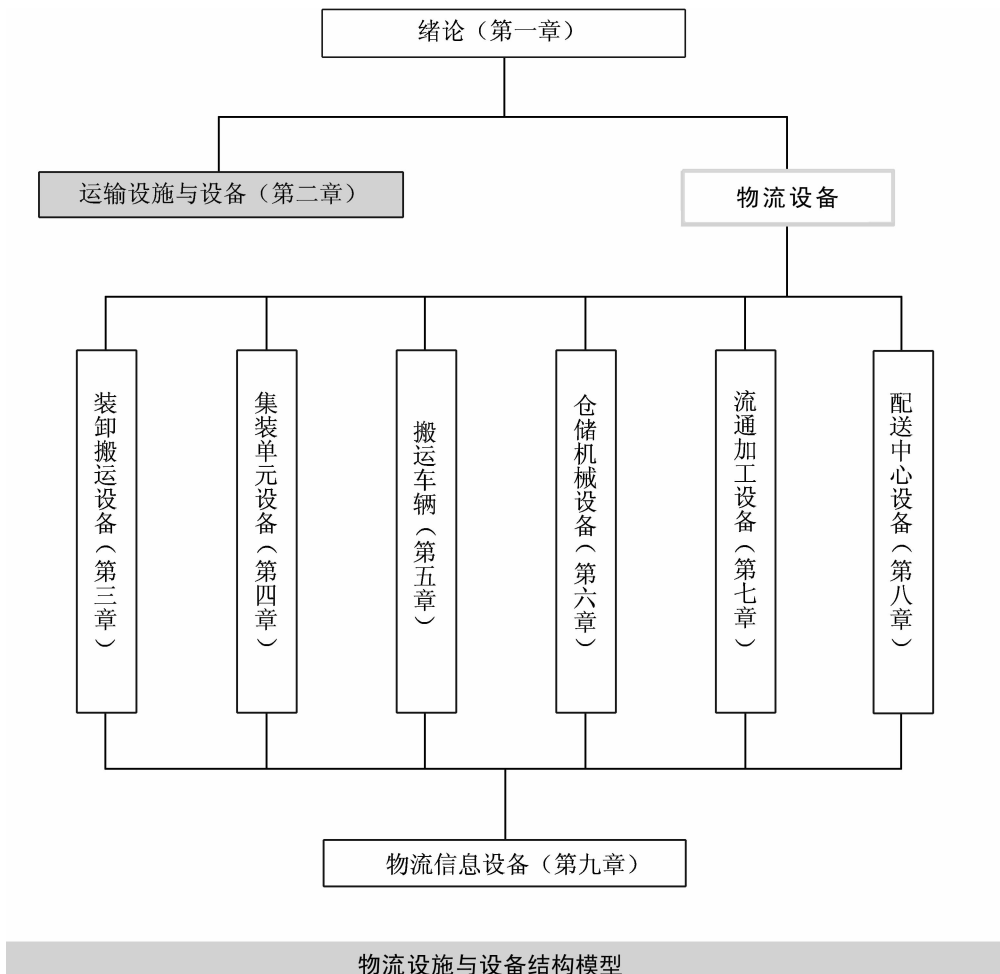 绪论（第一章）
运输设施与设备（第二章）
物流设备
装卸搬运设备（第三章）
集装单元设备（第四章）
搬运车辆（第五章）
仓储机械设备（第六章）
流通加工设备（第七章）
配送中心设备（第八章）
物流信息设备（第九章）
物流设施与设备结构模型